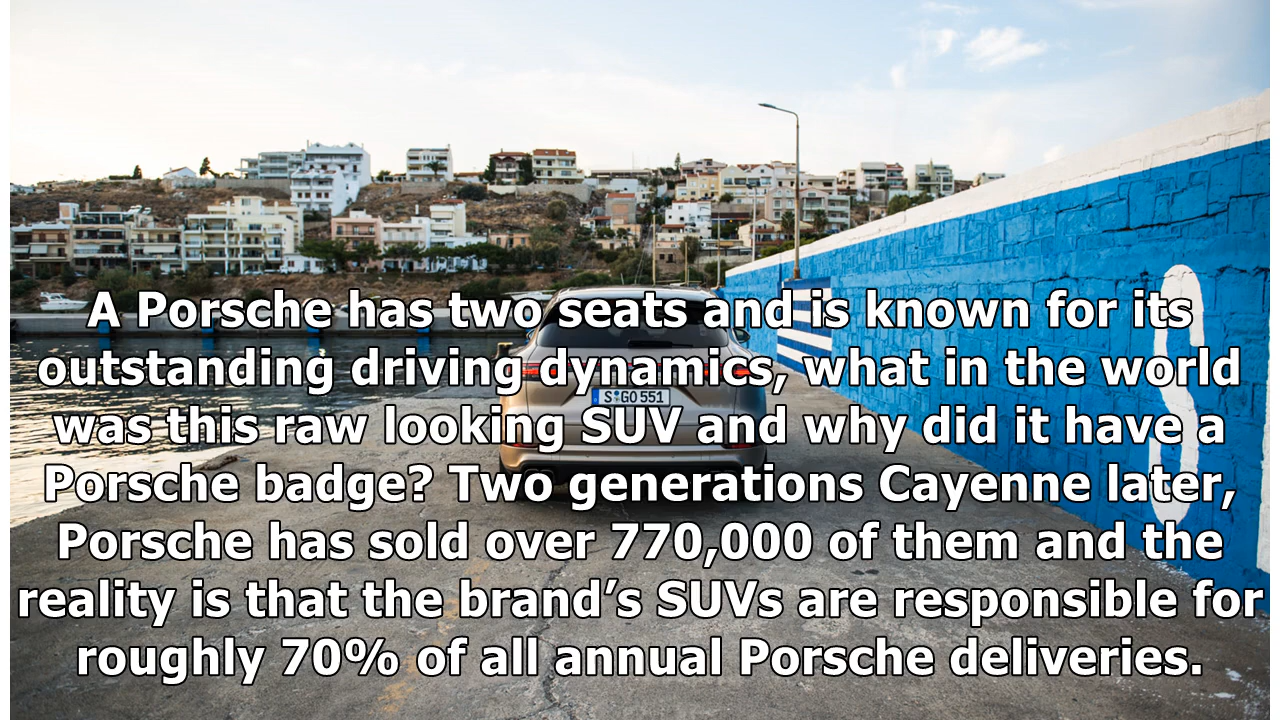 A Porsche has two seats and is known for its
outstanding driving dynamics, what in the world
was this raw looking SUV and why did it have a
Porsche badge? Two generations Cayenne later,
Porsche has sold over 770,000 of them and the
reality is that the brand’s SUVs are responsible for
roughly 70% of all annual Porsche deliveries.
S GO 551